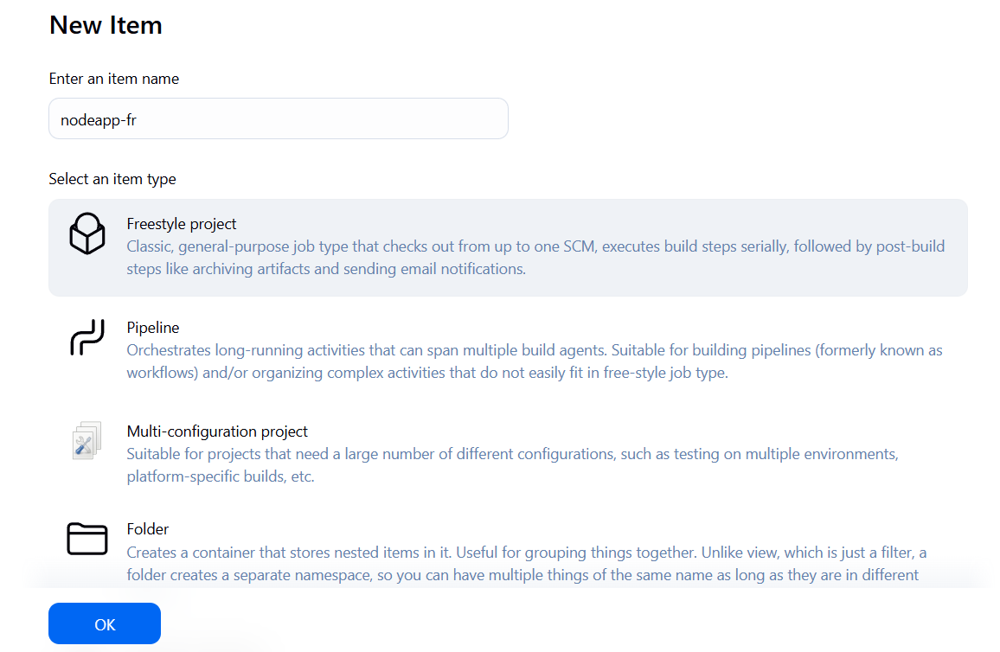 New Item
Enter an item name
nodeapp-fr
Select an item type
Freestyle project
Classic, general-purpose job type that checks out from up to one SCM, executes build steps serially, followed by post-build
steps like archiving artifacts and sending email notifications.
Pipeline
Orchestrates long-running activities that can span multiple build agents. Suitable for building pipelines (formerly known as
workflows) and/or organizing complex activities that do not easily fit in free-style job type.
Multi-configuration project
Suitable for projects that need a large number of different configurations, such as testing on multiple environments,
platform-specific builds, etc.
Folder
Creates a container that stores nested items in it. Useful for grouping things together. Unlike view, which is just a filter, a
folder creates a separate namespace, so you can have multiple things of the same name as long as they are in different
OK